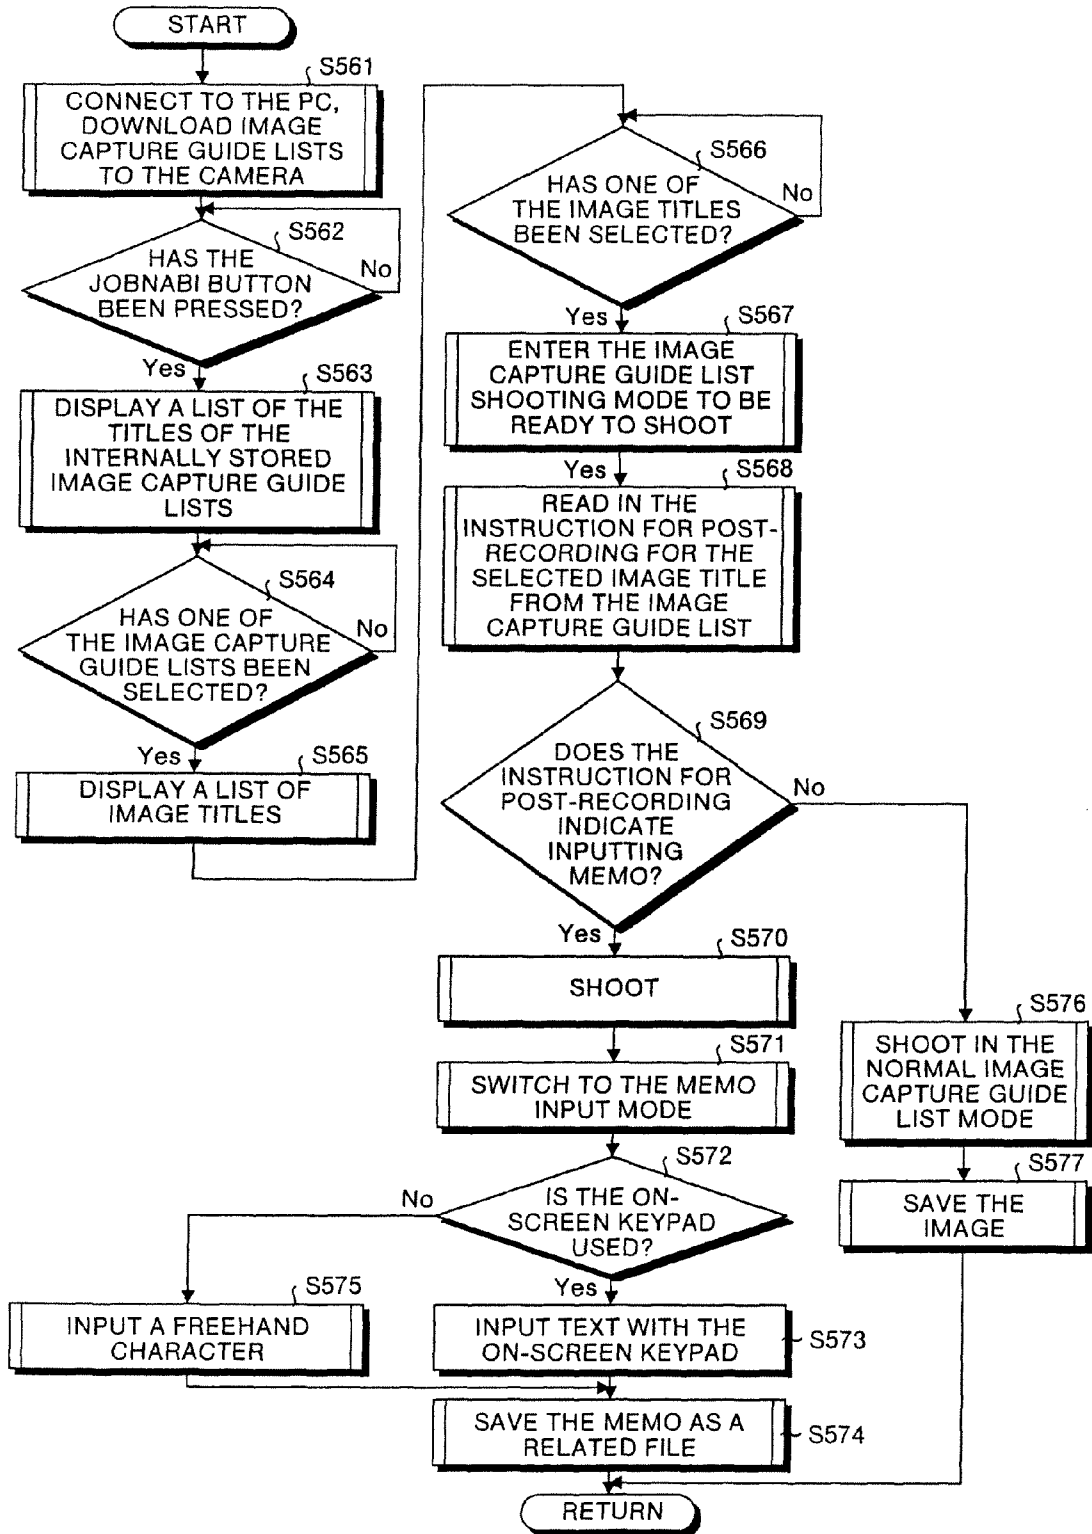 START
S561
CONNECT TO THE PC,
DOWNLOAD IMAGE
CAPTURE GUIDE LISTS
TO THE CAMERA
S562
HAS THE
JOBNABI BUTTON
BEEN PRESSED?
No
Yes
S563
DISPLAY A LIST OF THE
TITLES OF THE
INTERNALLY STORED
IMAGE CAPTURE GUIDE
LISTS
S564
HAS ONE OF
THE IMAGE CAPTURE
GUIDE LISTS BEEN
SELECTED?
No
Yes
S565
DISPLAY A LIST OF
IMAGE TITLES
S566
HAS ONE OF
THE IMAGE TITLES
BEEN SELECTED?
No
Yes
S567
ENTER THE IMAGE
CAPTURE GUIDE LIST
SHOOTING MODE TO BE
READY TO SHOOT
Yes
S568
READ IN THE
INSTRUCTION FOR POST-
RECORDING FOR THE
SELECTED IMAGE TITLE
FROM THE IMAGE
CAPTURE GUIDE LIST
S569
DOES THE
INSTRUCTION FOR
POST-RECORDING
INDICATE
INPUTTING
MEMO?
No
Yes
S570
SHOOT
S571
SWITCH TO THE MEMO
INPUT MODE
S572
IS THE ON-
SCREEN KEYPAD
USED?
No
Yes
S575
INPUT A FREEHAND
CHARACTER
INPUT TEXT WITH THE
ON-SCREEN KEYPAD
S573
SAVE THE MEMO AS A
RELATED FILE
S574
S576
SHOOT IN THE
NORMAL IMAGE
CAPTURE GUIDE
LIST MODE
S577
SAVE THE
IMAGE
RETURN